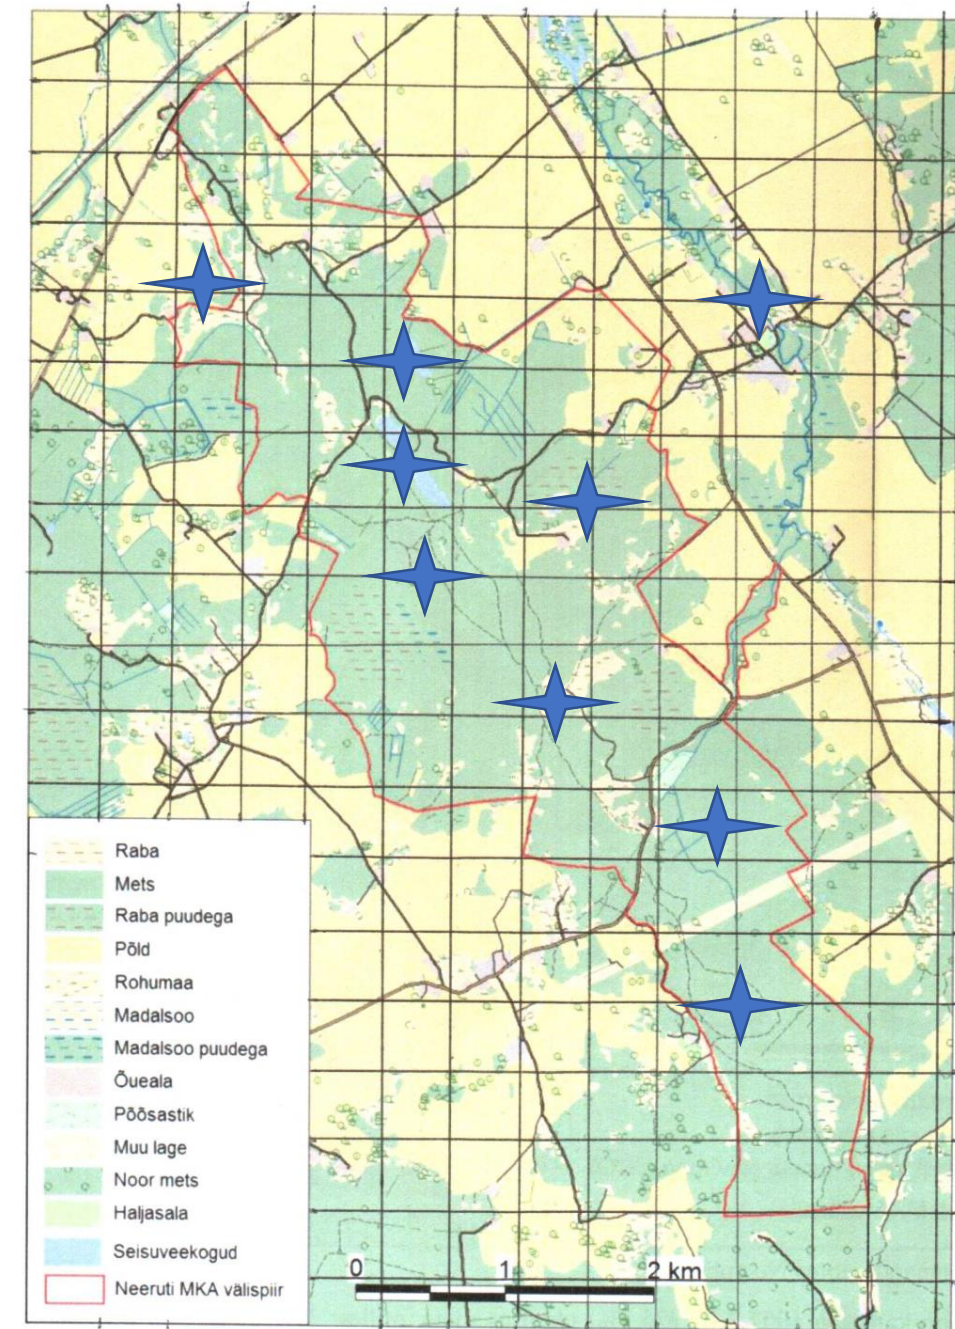 Raba
Mets
Raba puudega
Põld
Rohumaa
Madalsoo
Madalsoo puudega
Õueala
Põõsastik
Muu lage
Noor mets
Haljasala
Seisuveekogud
Neeruti MKA välispiir
0 1 2 km